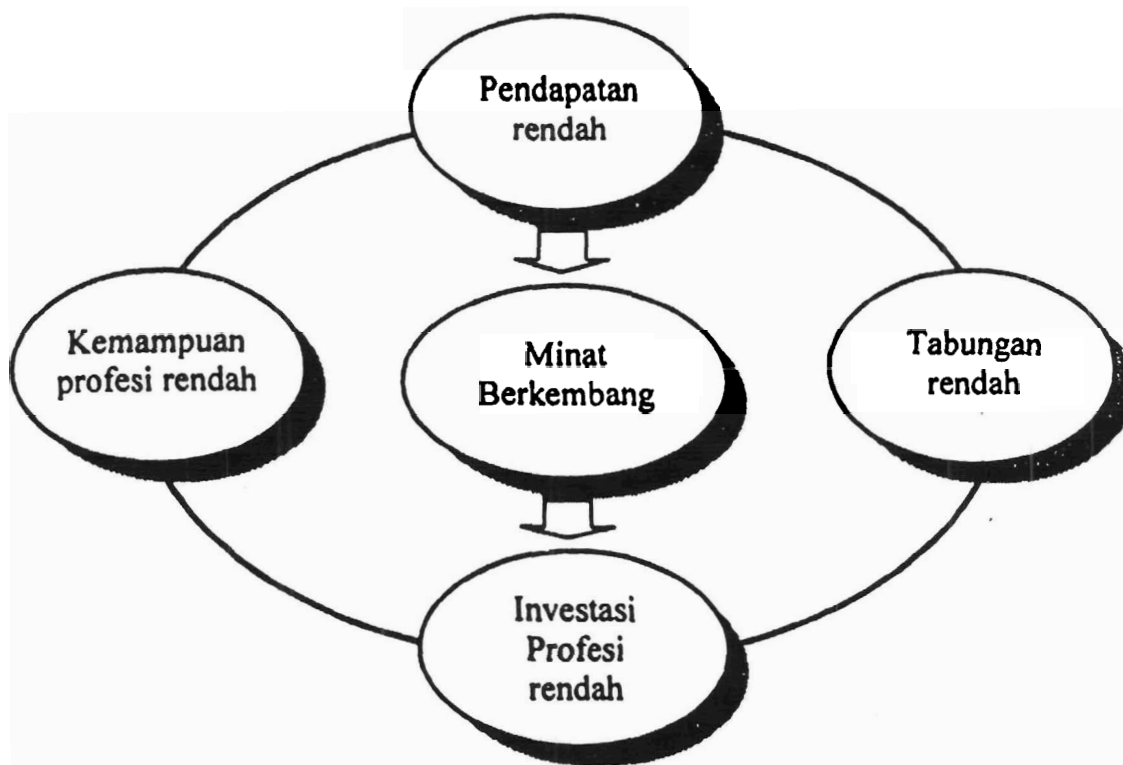 Pendapatan
rendah
Kemampuan
profesi rendah
Minat
Berkembang
Tabungan
rendah
Investasi
Profesi
rendah